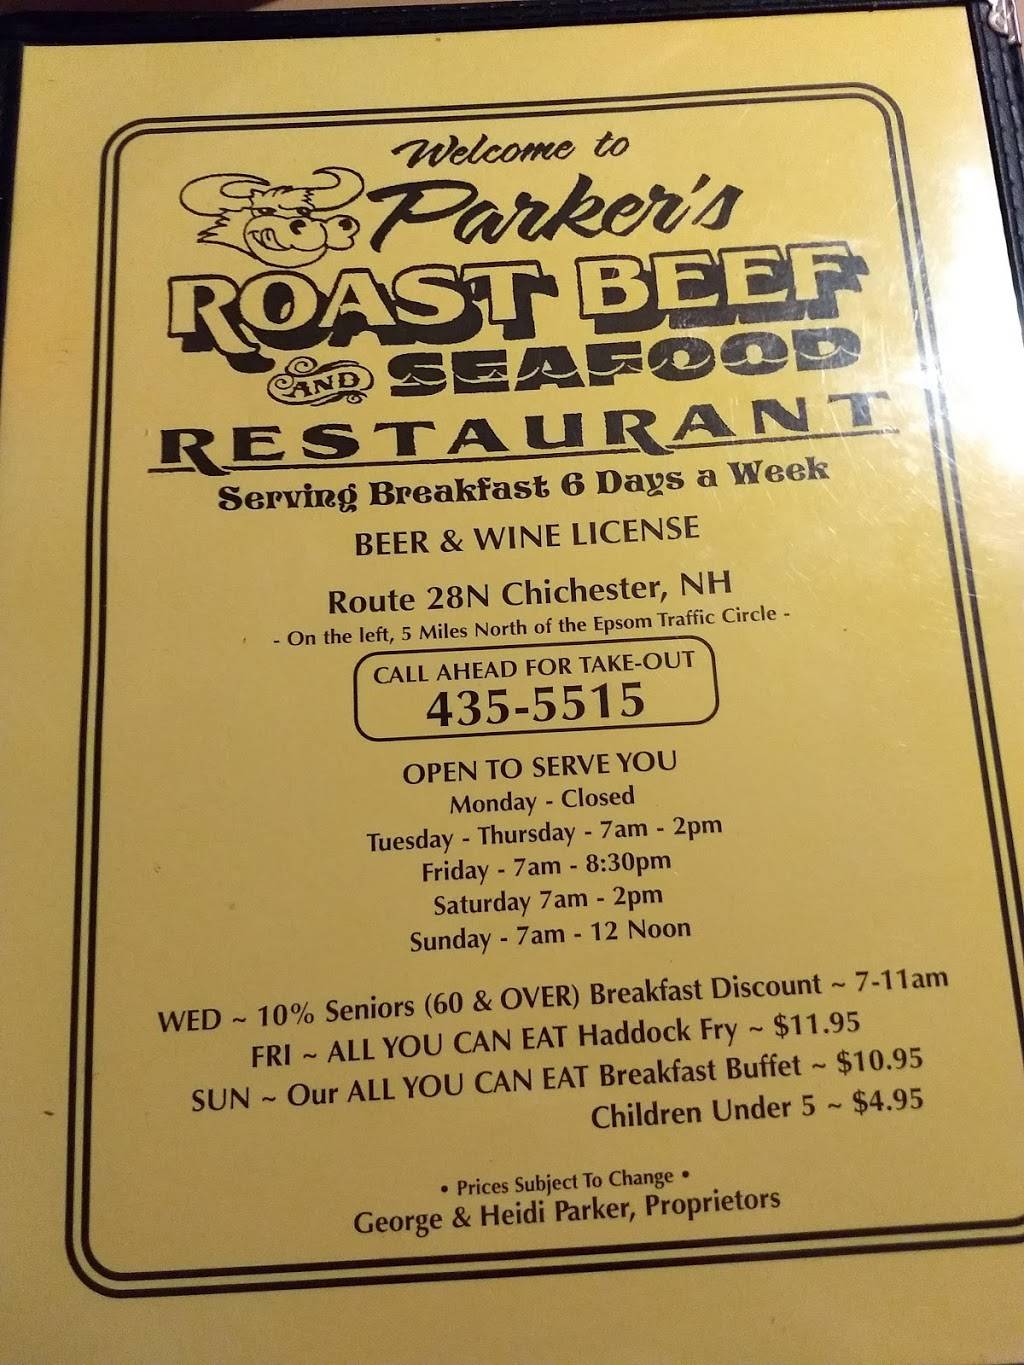 Welcome to
Parker's
ROAST BEEF
AND SEAFOOD
RESTAURANT
Serving Breakfast 6 Days a Week
BEER & WINE LICENSE
Route 28N Chichester, NH
- On the left, 5 Miles North of the Epsom Traffic Circle -
CALL AHEAD FOR TAKE-OUT
435-5515
OPEN TO SERVE YOU
Monday - Closed
Tuesday - Thursday - 7am - 2pm
Friday - 7am - 8:30pm
Saturday 7am - 2pm
Sunday - 7am - 12 Noon
WED ~ 10% Seniors (60 & OVER) Breakfast Discount ~ 7-11am
FRI ~ ALL YOU CAN EAT Haddock Fry ~ $11.95
SUN ~ Our ALL YOU CAN EAT Breakfast Buffet ~ $10.95
Children Under 5 ~ $4.95
• Prices Subject To Change •
George & Heidi Parker, Proprietors